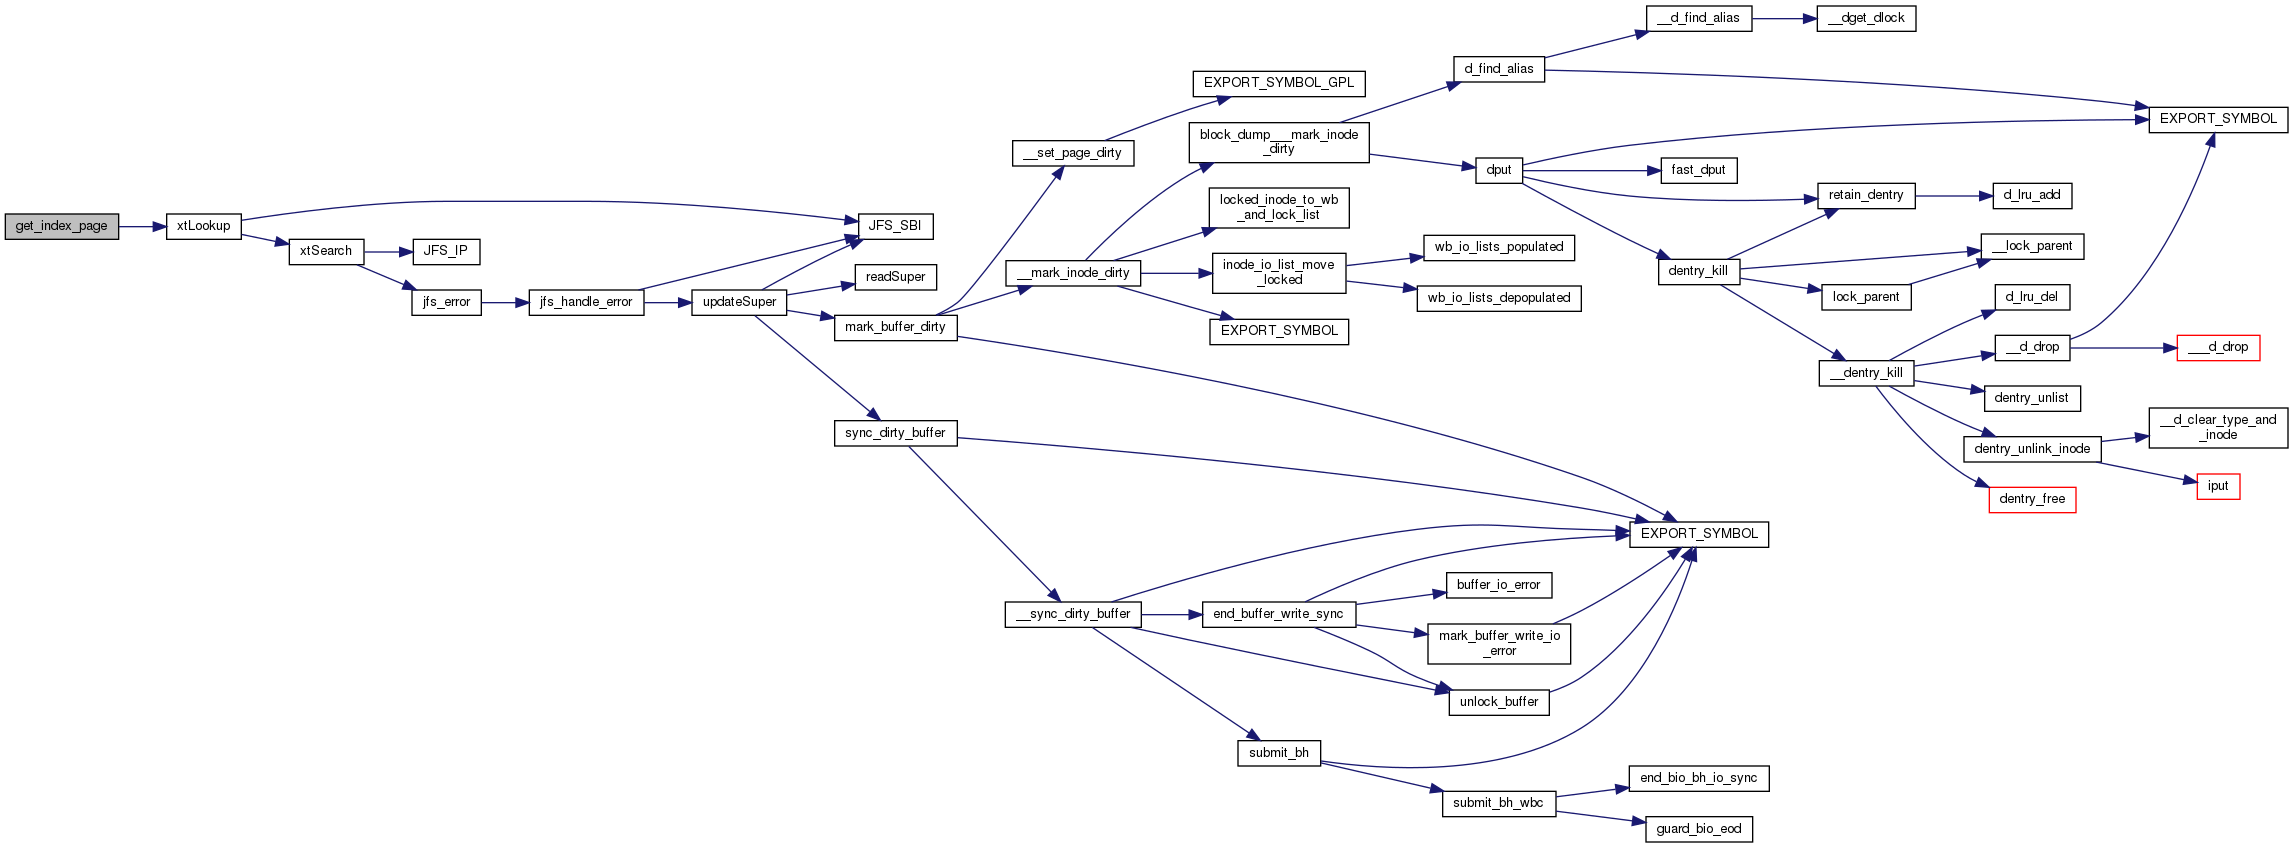 get_index_page
xtLookup
xtSearch
JFS_IP
jfs_error
jfs_handle_error
updateSuper
JFS_SBI
readSuper
mark_buffer_dirty
sync_dirty_buffer
__set_page_dirty
EXPORT_SYMBOL_GPL
__mark_inode_dirty
block_dump___mark_inode
_dirty
locked_inode_to_wb
_and_lock_list
inode_io_list_move
_locked
EXPORT_SYMBOL
wb_io_lists_populated
wb_io_lists_depopulated
d_find_alias
__d_find_alias
__dget_dlock
EXPORT_SYMBOL
dput
fast_dput
retain_dentry
d_lru_add
dentry_kill
__lock_parent
lock_parent
__dentry_kill
d_lru_del
__d_drop
___d_drop
dentry_unlist
dentry_unlink_inode
__d_clear_type_and
_inode
iput
dentry_free
EXPORT_SYMBOL
__sync_dirty_buffer
end_buffer_write_sync
buffer_io_error
mark_buffer_write_io
_error
unlock_buffer
submit_bh
submit_bh_wbc
end_bio_bh_io_sync
guard_bio_eod